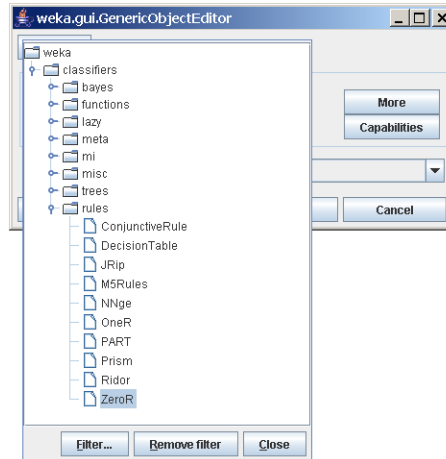 weka.gui.GenericObjectEditor
weka
classifiers
bayes
functions
lazy
meta
mi
misc
trees
rules
ConjunctiveRule
DecisionTable
JRip
M5Rules
NNge
OneR
PART
Prism
Ridor
ZeroR
More
Capabilities
Cancel
Filter...
Remove filter
Close